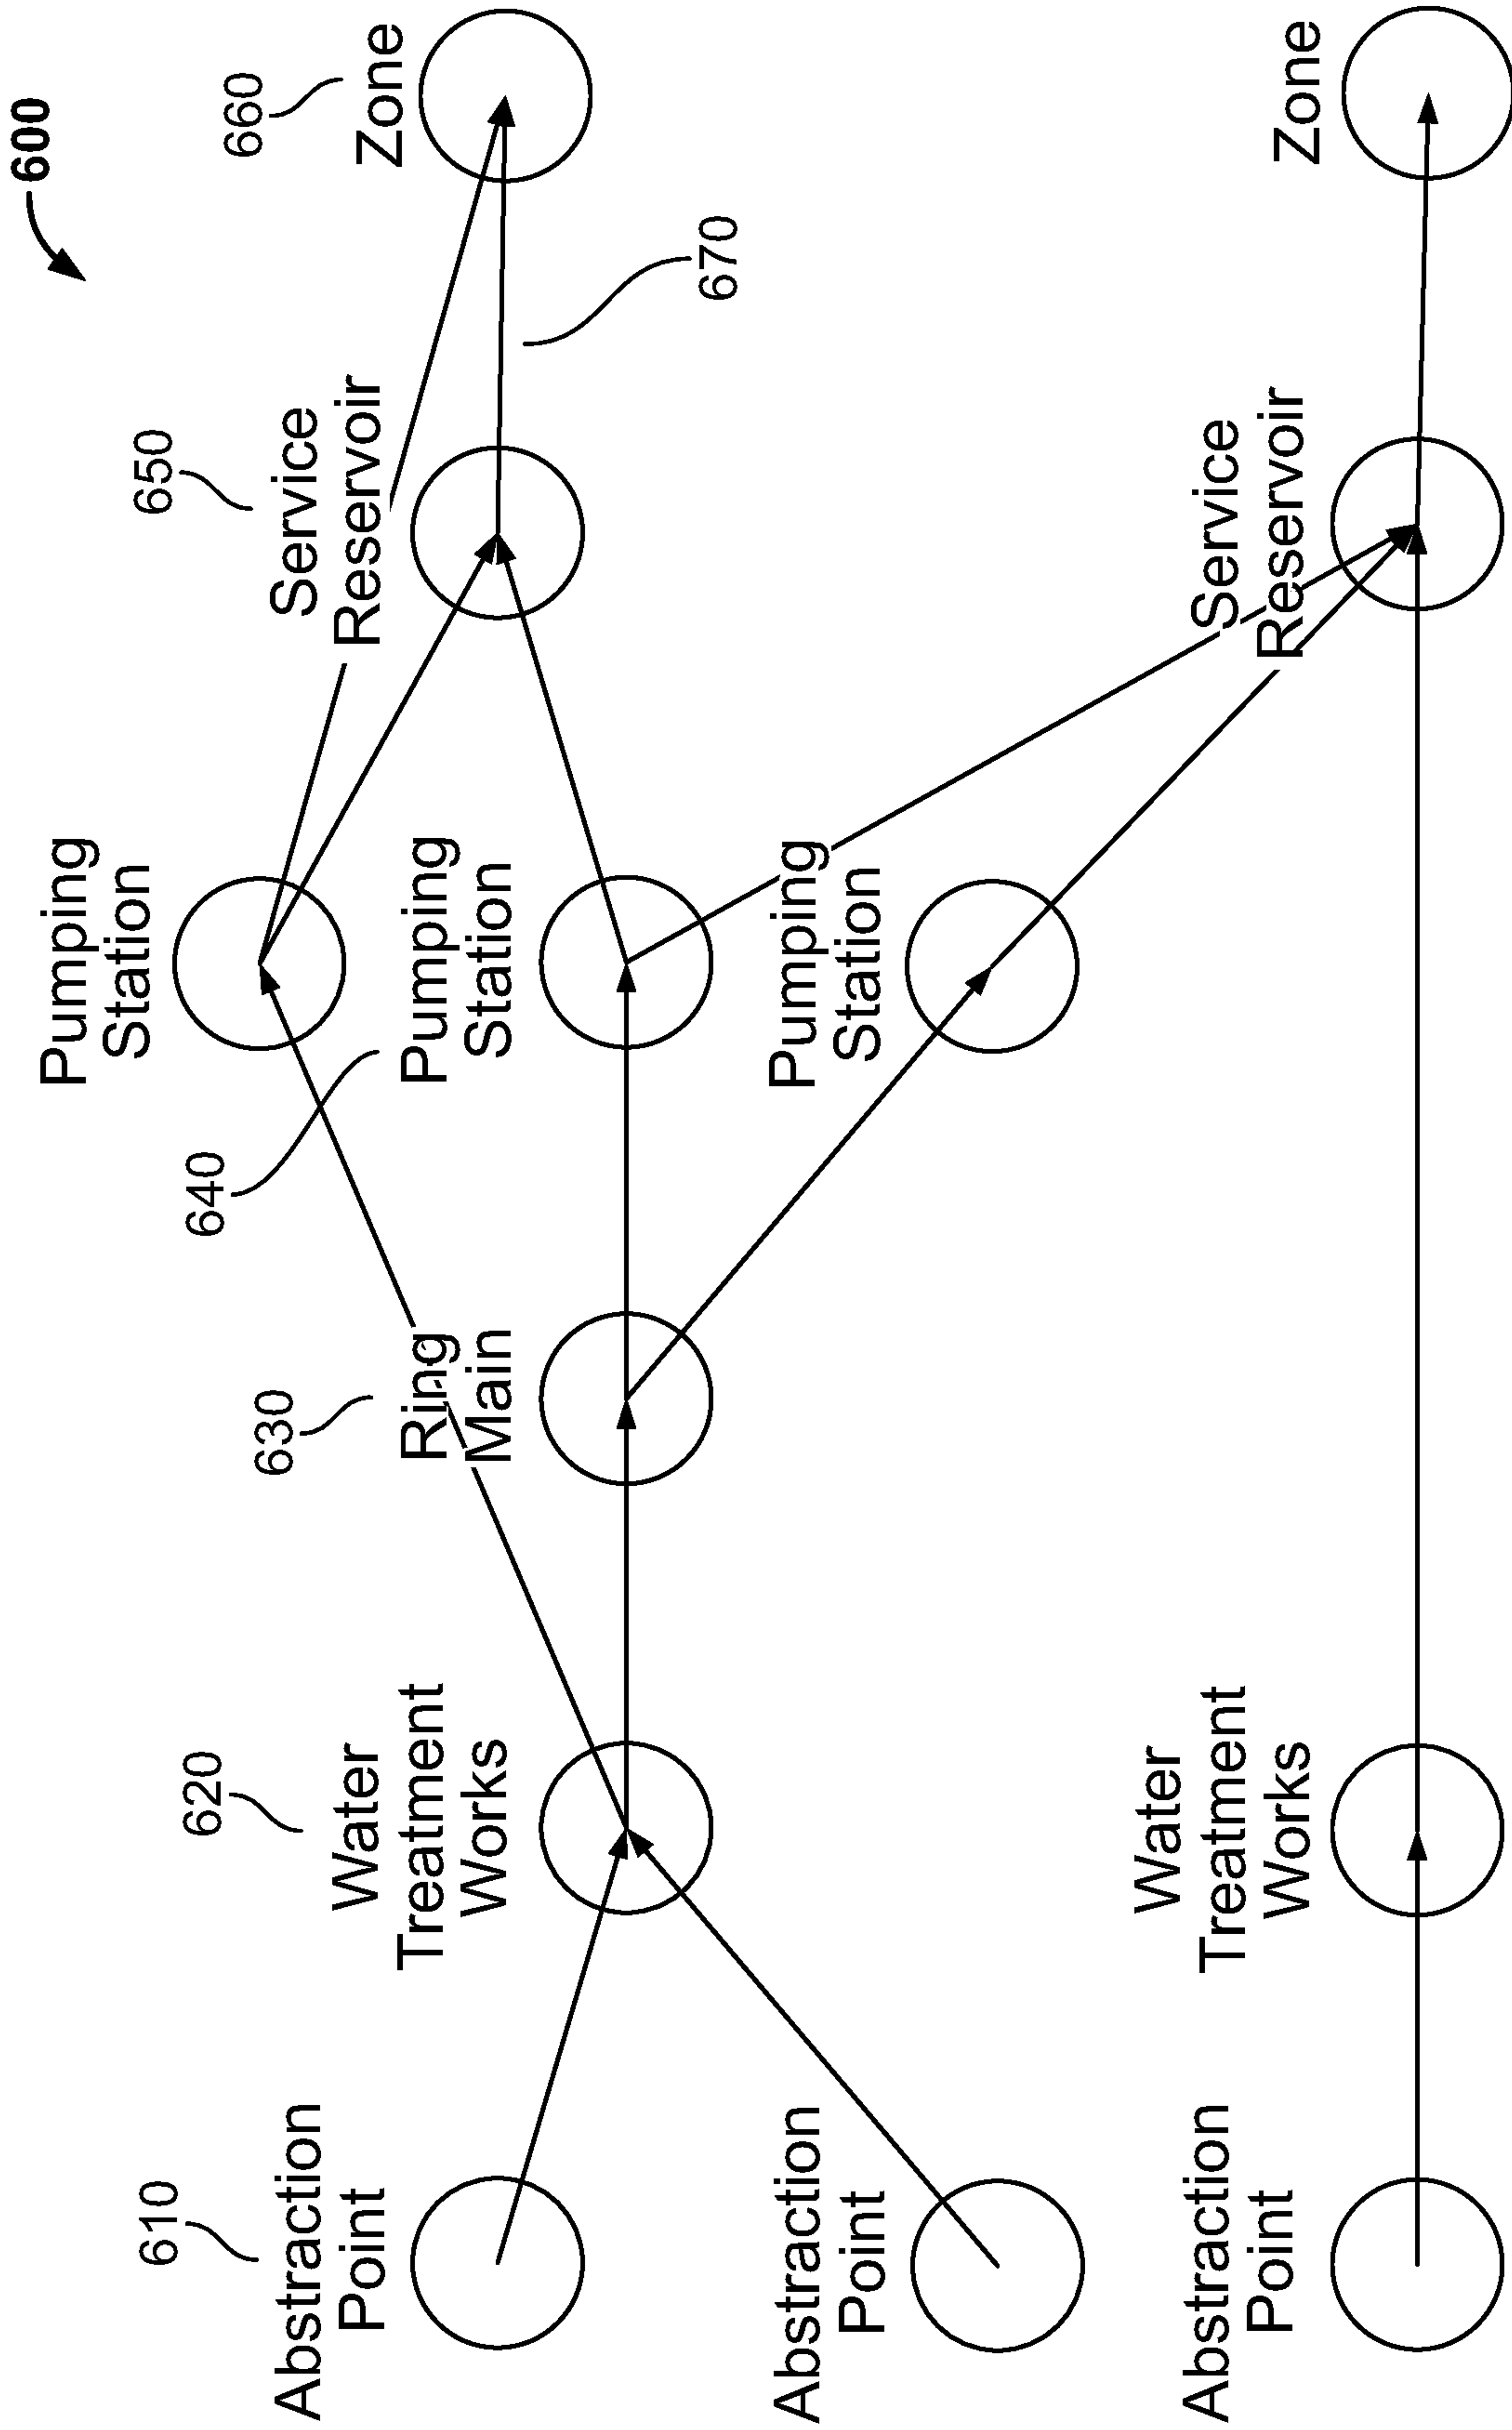 600
610
Abstraction
Point
620
Water
Treatment
Works
630
Ring
Main
640
Pumping
Station
Pumping
Station
650
Service
Reservoir
660
Zone
670
Abstraction
Point
Pumping
Station
Abstraction
Point
Water
Treatment
Works
Service
Reservoir
Zone